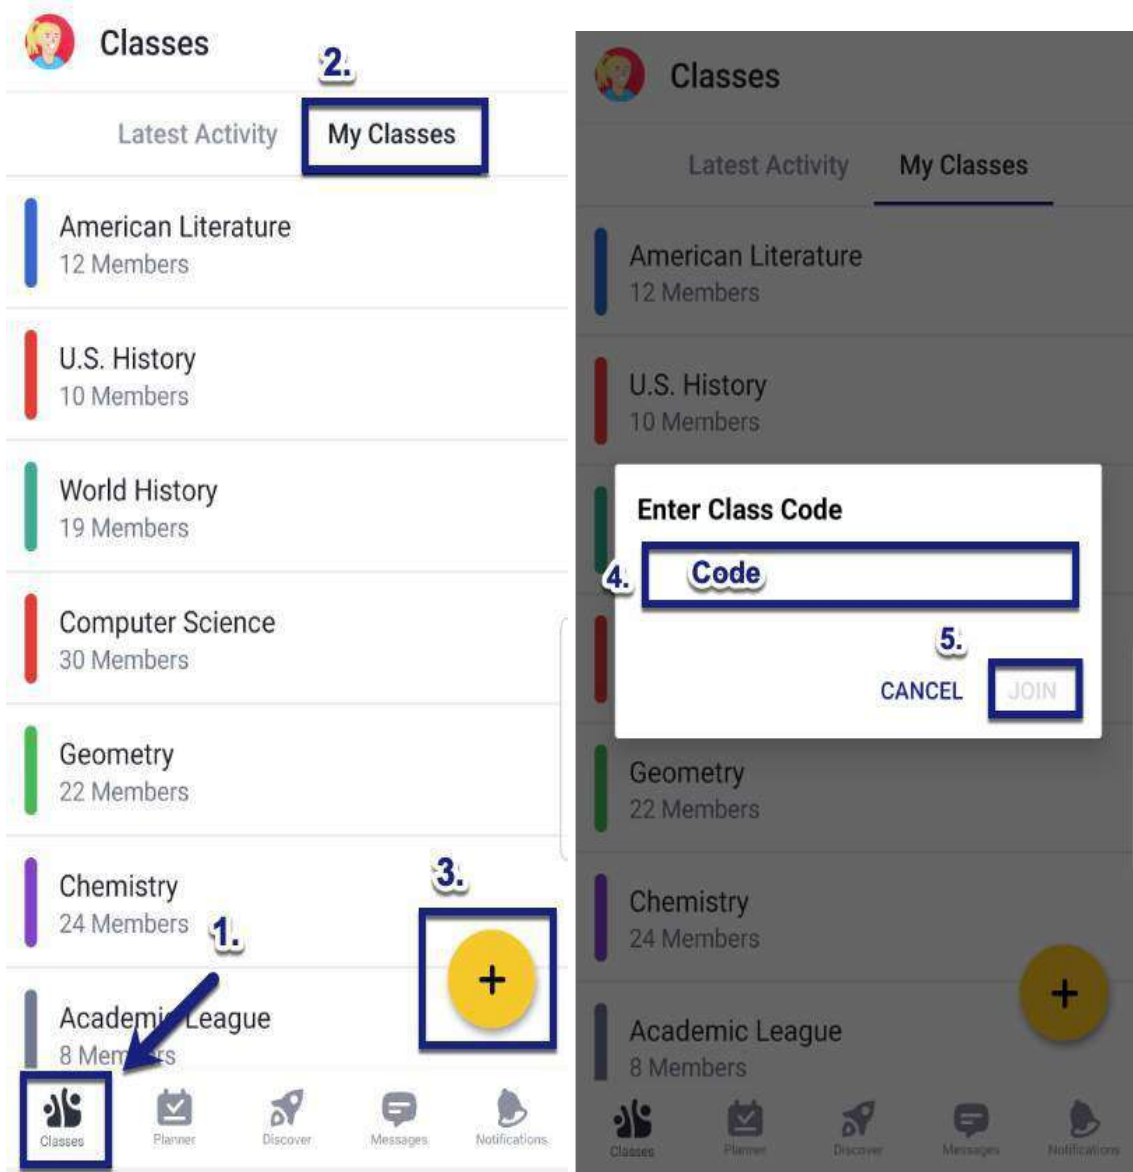 Classes
2.
Latest Activity
My Classes
American Literature
12 Members
U.S. History
10 Members
World History
19 Members
Computer Science
30 Members
Geometry
22 Members
3.
Chemistry
24 Members
1.
+
Academic League
8 Members
Classes
Planner
Discover
Messages
Notifications
Classes
Latest Activity
My Classes
American Literature
12 Members
U.S. History
10 Members
Enter Class Code
4.
Code
5.
CANCEL
JOIN
Geometry
22 Members
Chemistry
24 Members
+
Academic League
8 Members
Classes
Planner
Discover
Messages
Notifications